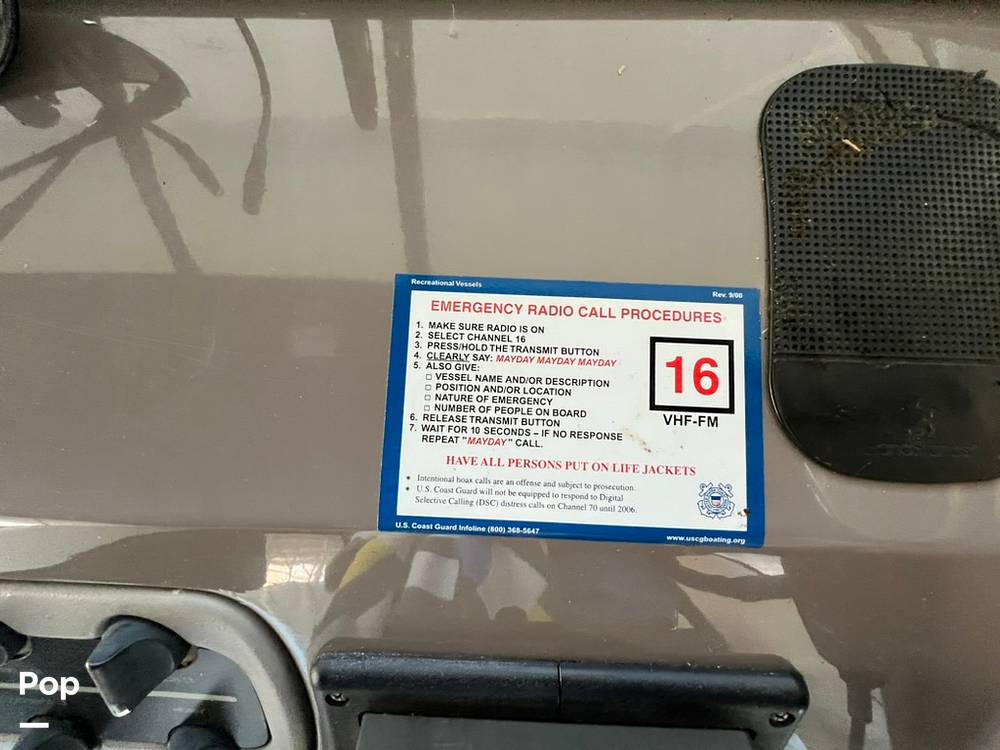 Recreational Vessels
Rev. 9/00
EMERGENCY RADIO CALL PROCEDURES
1. MAKE SURE RADIO IS ON
2. SELECT CHANNEL 16
3. PRESS/HOLD THE TRANSMIT BUTTON
4. CLEARLY SAY: MAYDAY MAYDAY MAYDAY
5. ALSO GIVE:
□ VESSEL NAME AND/OR DESCRIPTION
□ POSITION AND/OR LOCATION
□ NATURE OF EMERGENCY
□ NUMBER OF PEOPLE ON BOARD
6. RELEASE TRANSMIT BUTTON
7. WAIT FOR 10 SECONDS – IF NO RESPONSE
REPEAT "MAYDAY" CALL.
16
VHF-FM
HAVE ALL PERSONS PUT ON LIFE JACKETS
• Intentional hoax calls are an offense and subject to prosecution.
• U.S. Coast Guard will not be equipped to respond to Digital
Selective Calling (DSC) distress calls on Channel 70 until 2006.
U.S. Coast Guard Infoline (800) 368-5647
www.uscgboating.org
Pop